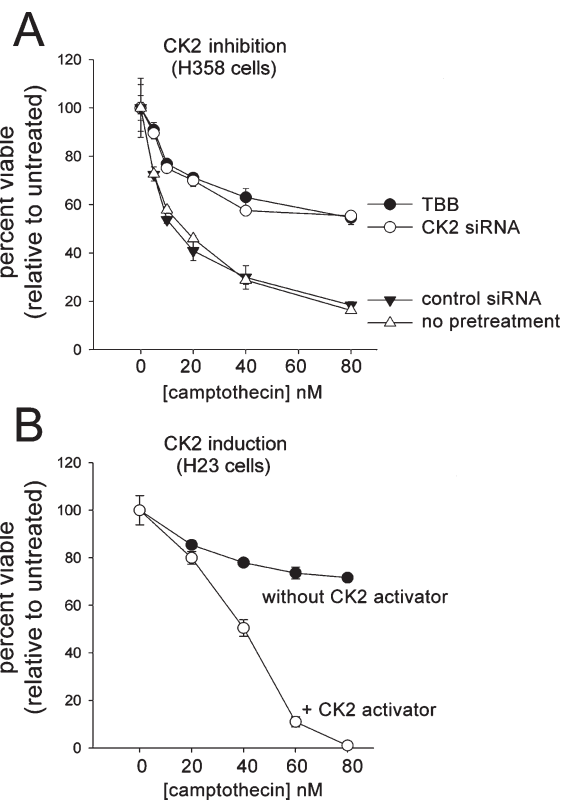 A
CK2 inhibition
(H358 cells)
percent viable
(relative to untreated)
120
100
80
60
40
20
0
TBB
CK2 siRNA
control siRNA
no pretreatment
0 20 40 60 80
[camptothecin] nM
B
CK2 induction
(H23 cells)
percent viable
(relative to untreated)
120
100
80
60
40
20
0
without CK2 activator
+ CK2 activator
0 20 40 60 80
[camptothecin] nM